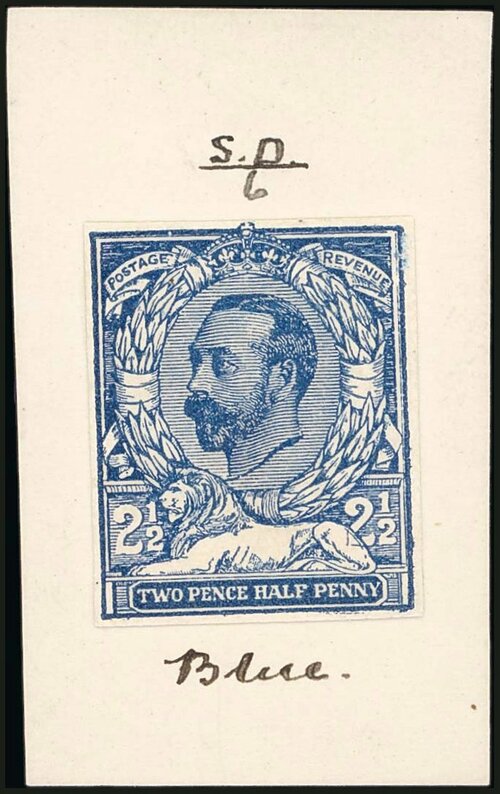 S.D.
6
POSTAGE REVENUE
2½ 2½
TWO PENCE HALF PENNY
Blue.